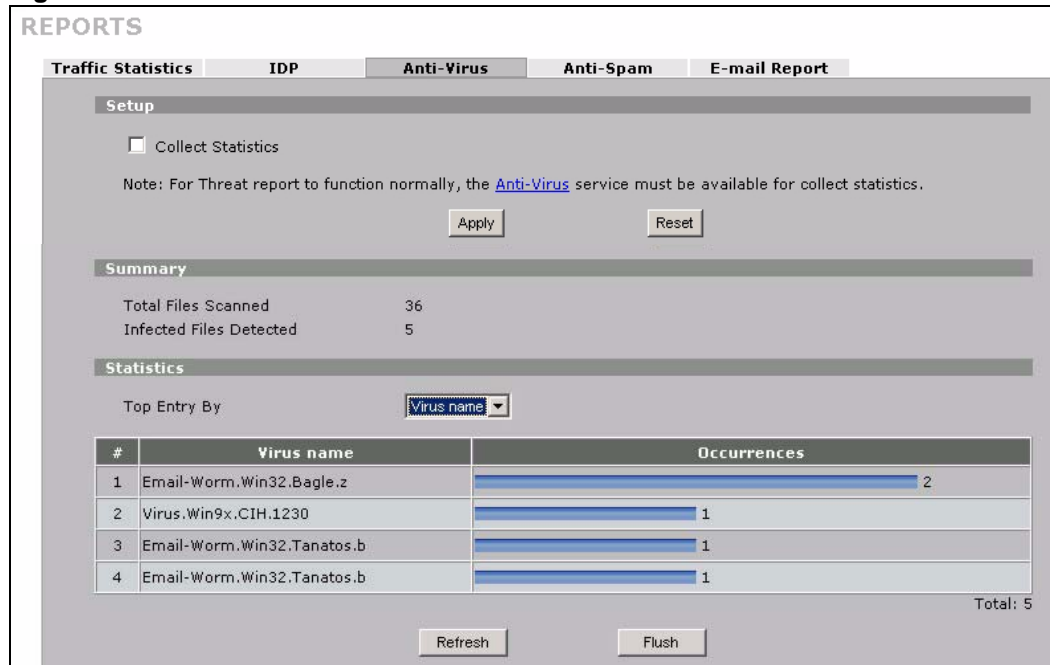 REPORTS
Traffic Statistics IDP Anti-Virus Anti-Spam E-mail Report
Setup
Collect Statistics
Note: For Threat report to function normally, the Anti-Virus service must be available for collect statistics.
Apply Reset
Summary
Total Files Scanned 36
Infected Files Detected 5
Statistics
Top Entry By Virus name
# Virus name Occurrences
1 Email-Worm.Win32.Bagle.z 2
2 Virus.Win9x.CIH.1230 1
3 Email-Worm.Win32.Tanatos.b 1
4 Email-Worm.Win32.Tanatos.b 1
Total: 5
Refresh Flush